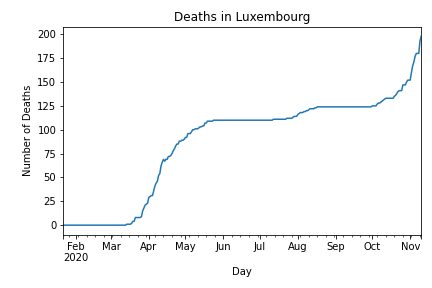 Deaths in Luxembourg
Number of Deaths
200
175
150
125
100
75
50
25
0
Feb Mar Apr May Jun Jul Aug Sep Oct Nov
2020
Day